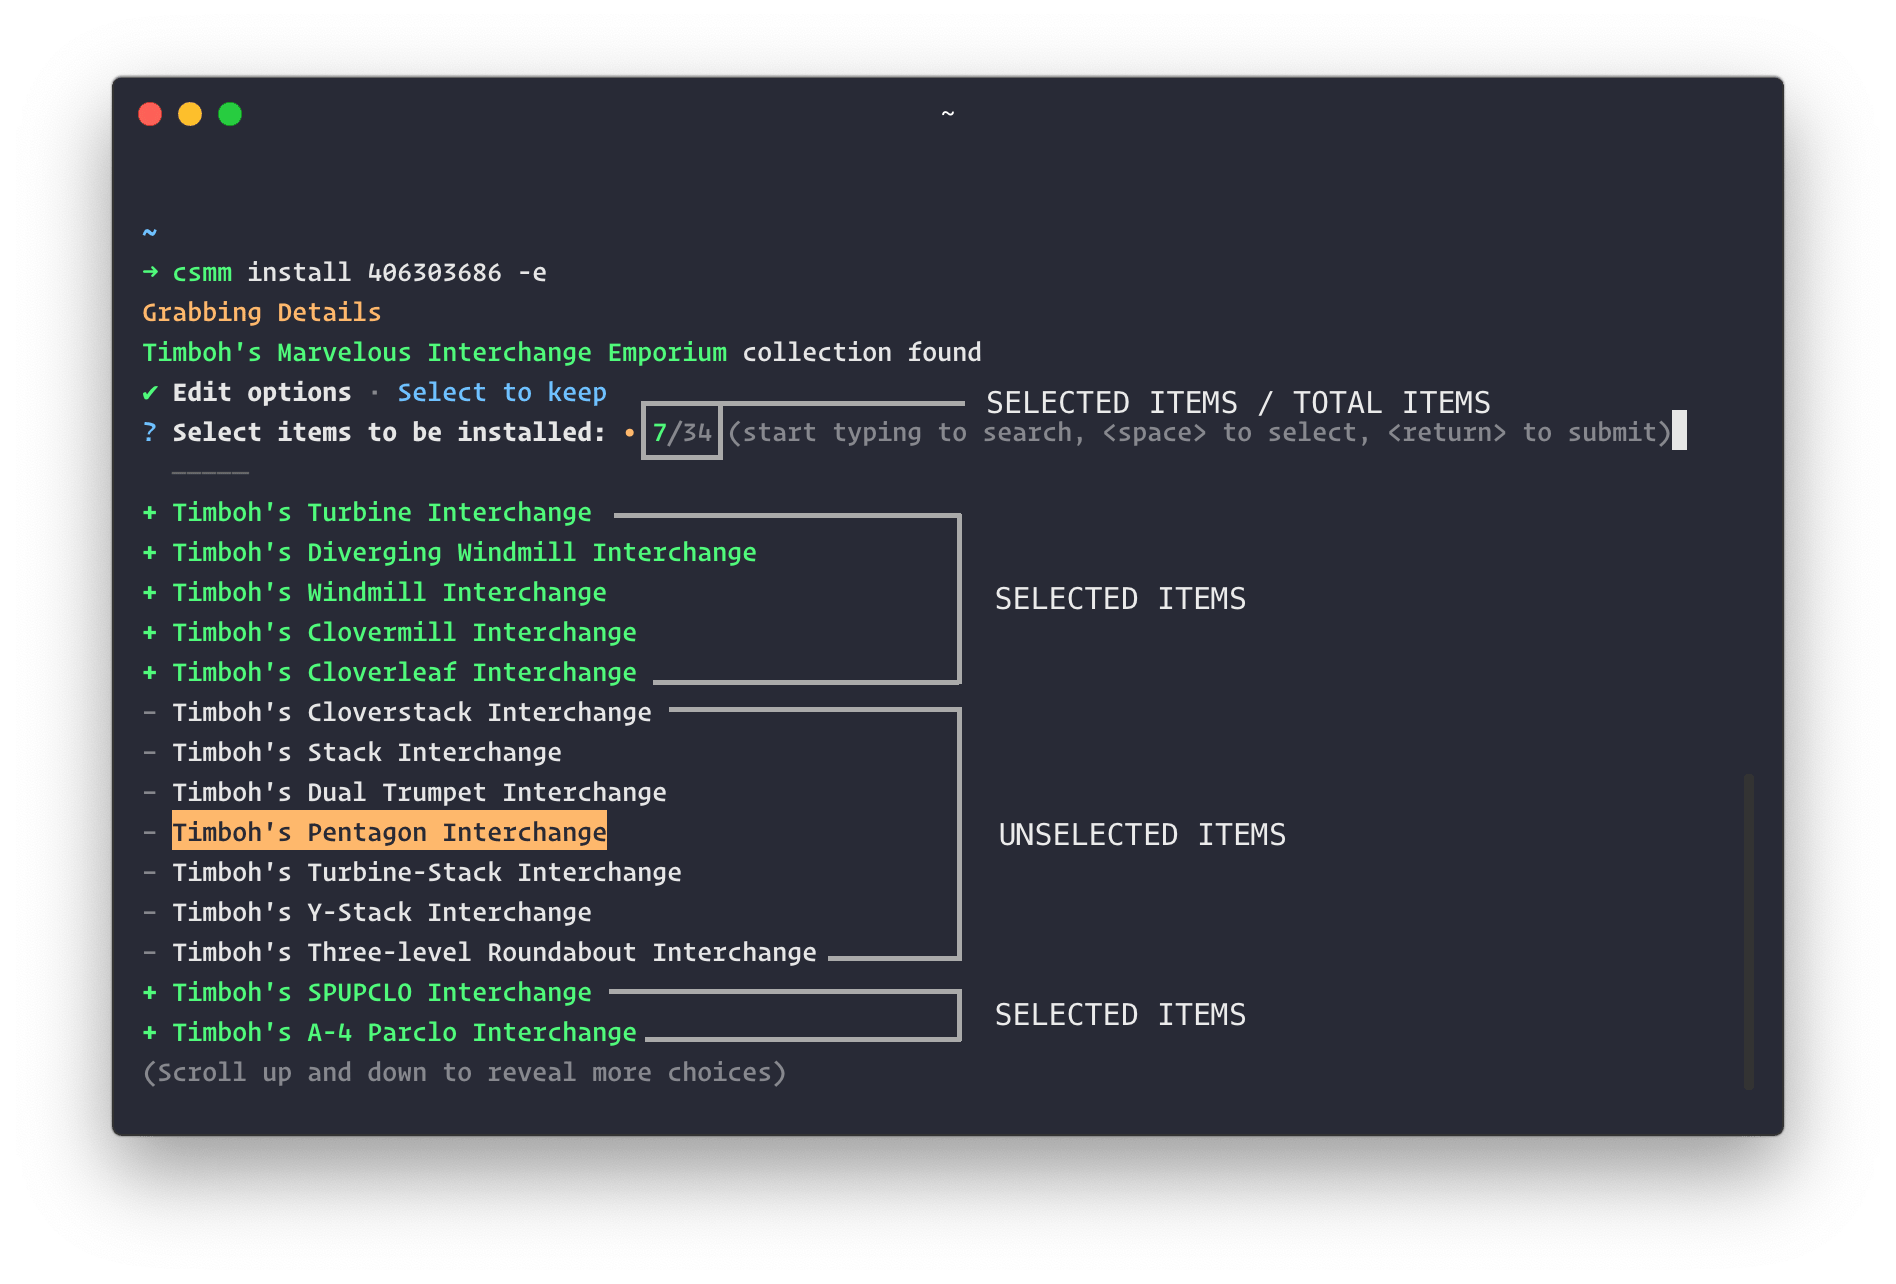 ~
~
➜ csmm install 406303686 -e
Grabbing Details
Timboh's Marvelous Interchange Emporium collection found
✔ Edit options · Select to keep
SELECTED ITEMS / TOTAL ITEMS
? Select items to be installed: • 7/34 (start typing to search, <space> to select, <return> to submit)
+ Timboh's Turbine Interchange
+ Timboh's Diverging Windmill Interchange
+ Timboh's Windmill Interchange
SELECTED ITEMS
+ Timboh's Clovermill Interchange
+ Timboh's Cloverleaf Interchange
- Timboh's Cloverstack Interchange
- Timboh's Stack Interchange
- Timboh's Dual Trumpet Interchange
- Timboh's Pentagon Interchange
UNSELECTED ITEMS
- Timboh's Turbine-Stack Interchange
- Timboh's Y-Stack Interchange
- Timboh's Three-level Roundabout Interchange
+ Timboh's SPUPCLO Interchange
SELECTED ITEMS
+ Timboh's A-4 Parclo Interchange
(Scroll up and down to reveal more choices)